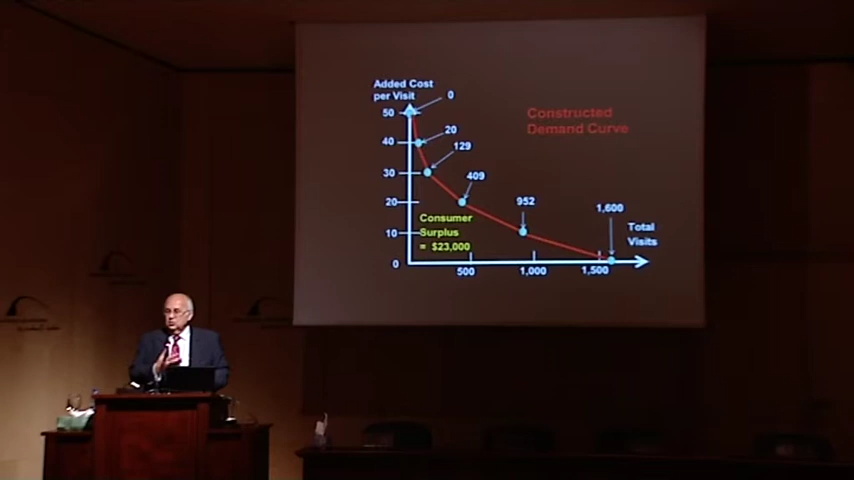 Added Cost
per Visit
0
50
Constructed
Demand Curve
20
40
129
30
409
20
952
1,600
Consumer
Surplus
= $23,000
Total
Visits
10
0
500
1,000
1,500